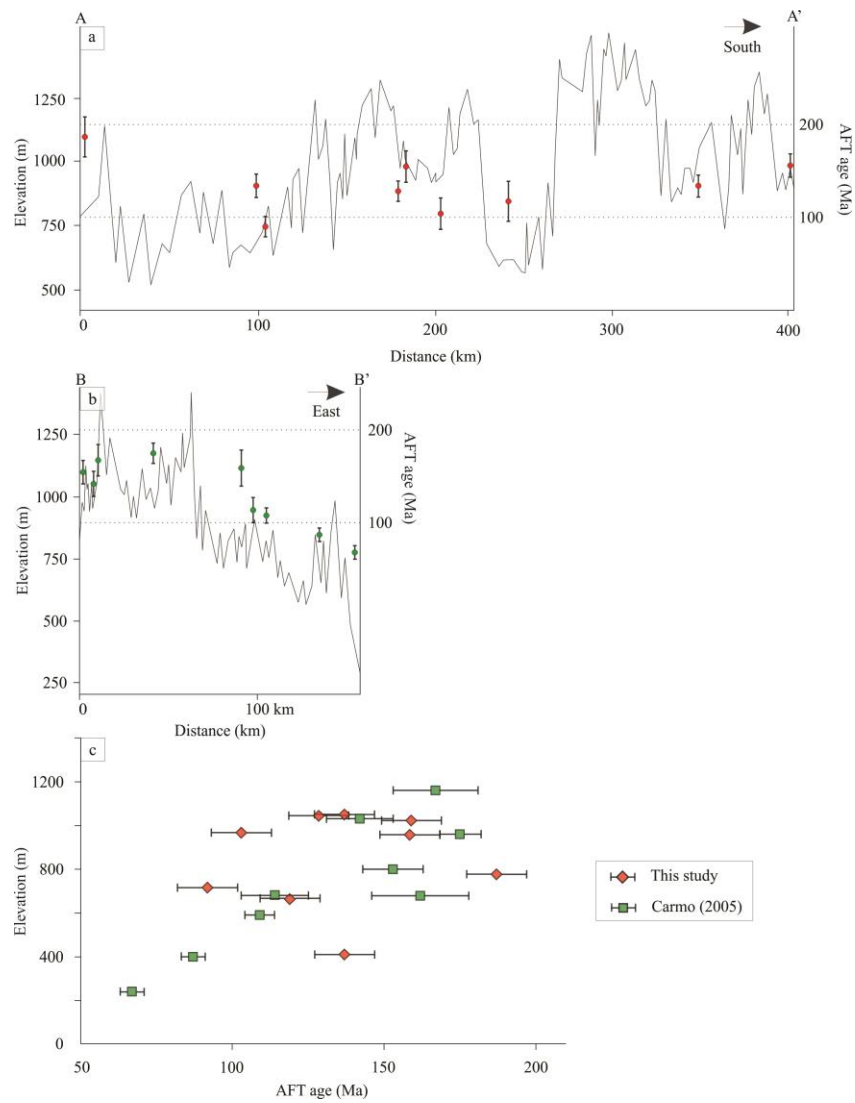 A
A'
a
South
1250
1000
750
500
Elevation (m)
200
100
AFT age (Ma)
0
100
200
300
400
Distance (km)
B
B'
b
East
1250
1000
750
500
250
Elevation (m)
200
100
AFT age (Ma)
0
100 km
Distance (km)
c
1200
800
400
0
Elevation (m)
50
100
150
200
AFT age (Ma)
This study
Carmo (2005)